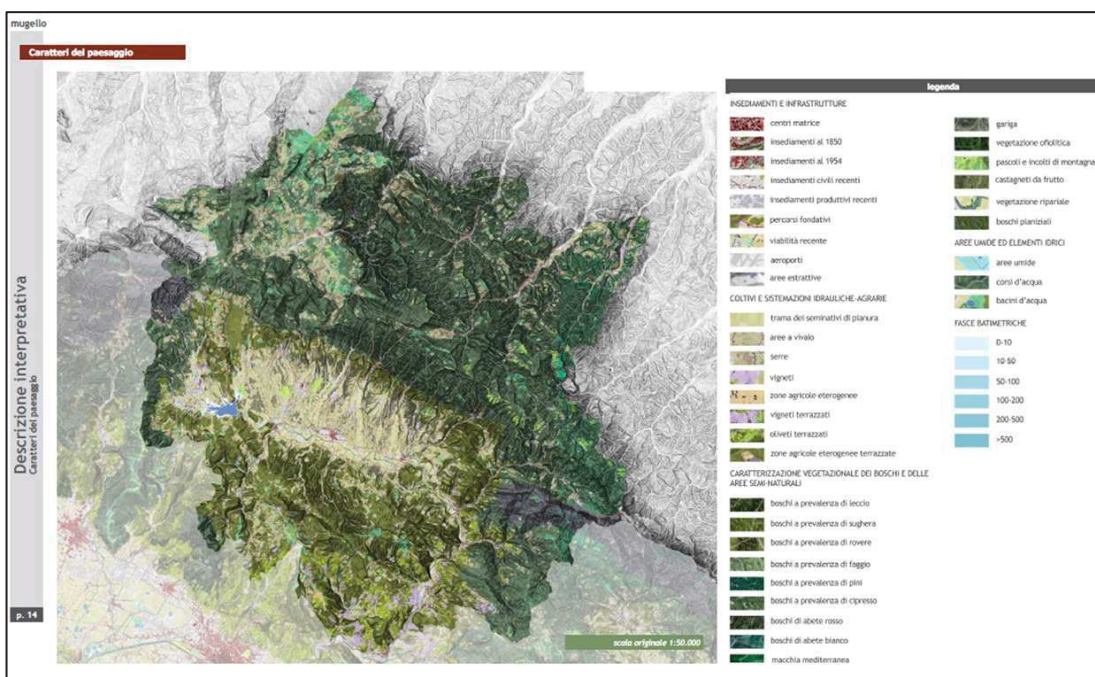 mugello
Caratteri del paesaggio
Descrizione interpretativa
Caratteri del paesaggio
p. 14
scala originale 1:50.000
legenda
INSEDIAMENTI E INFRASTRUTTURE
centri matrice
insediamenti al 1850
insediamenti al 1954
insediamenti civili recenti
insediamenti produttivi recenti
percorsi fondativi
viabilità recente
aeroporti
aree estrattive
COLTIVI E SISTEMAZIONI IDRAULICHE-AGRARIE
trama dei seminativi di pianura
aree a vivaio
serre
vigneti
zone agricole eterogenee
vigneti terrazzati
oliveti terrazzati
zone agricole eterogenee terrazzate
CARATTERIZZAZIONE VEGETAZIONALE DEI BOSCHI E DELLE
AREE SEMI-NATURALI
boschi a prevalenza di leccio
boschi a prevalenza di sughera
boschi a prevalenza di rovere
boschi a prevalenza di faggio
boschi a prevalenza di pini
boschi a prevalenza di cipresso
boschi di abete rosso
boschi di abete bianco
macchia mediterranea
gariga
vegetazione ofiolitica
pascoli e incolti di montagna
castagneti da frutto
vegetazione ripariale
boschi planiziali
AREE UMIDE ED ELEMENTI IDRICI
aree umide
corsi d'acqua
bacini d'acqua
FASCE BATIMETRICHE
0-10
10-50
50-100
100-200
200-500
>500